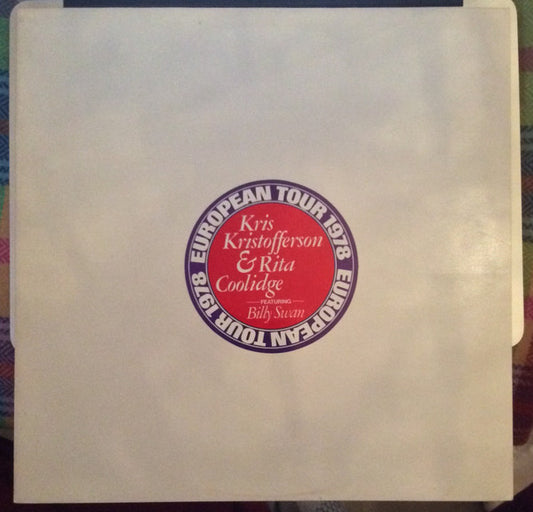 EUROPEAN TOUR 1978
Kris
Kristofferson
& Rita
Coolidge
FEATURING
Billy Swan
EUROPEAN TOUR 1978